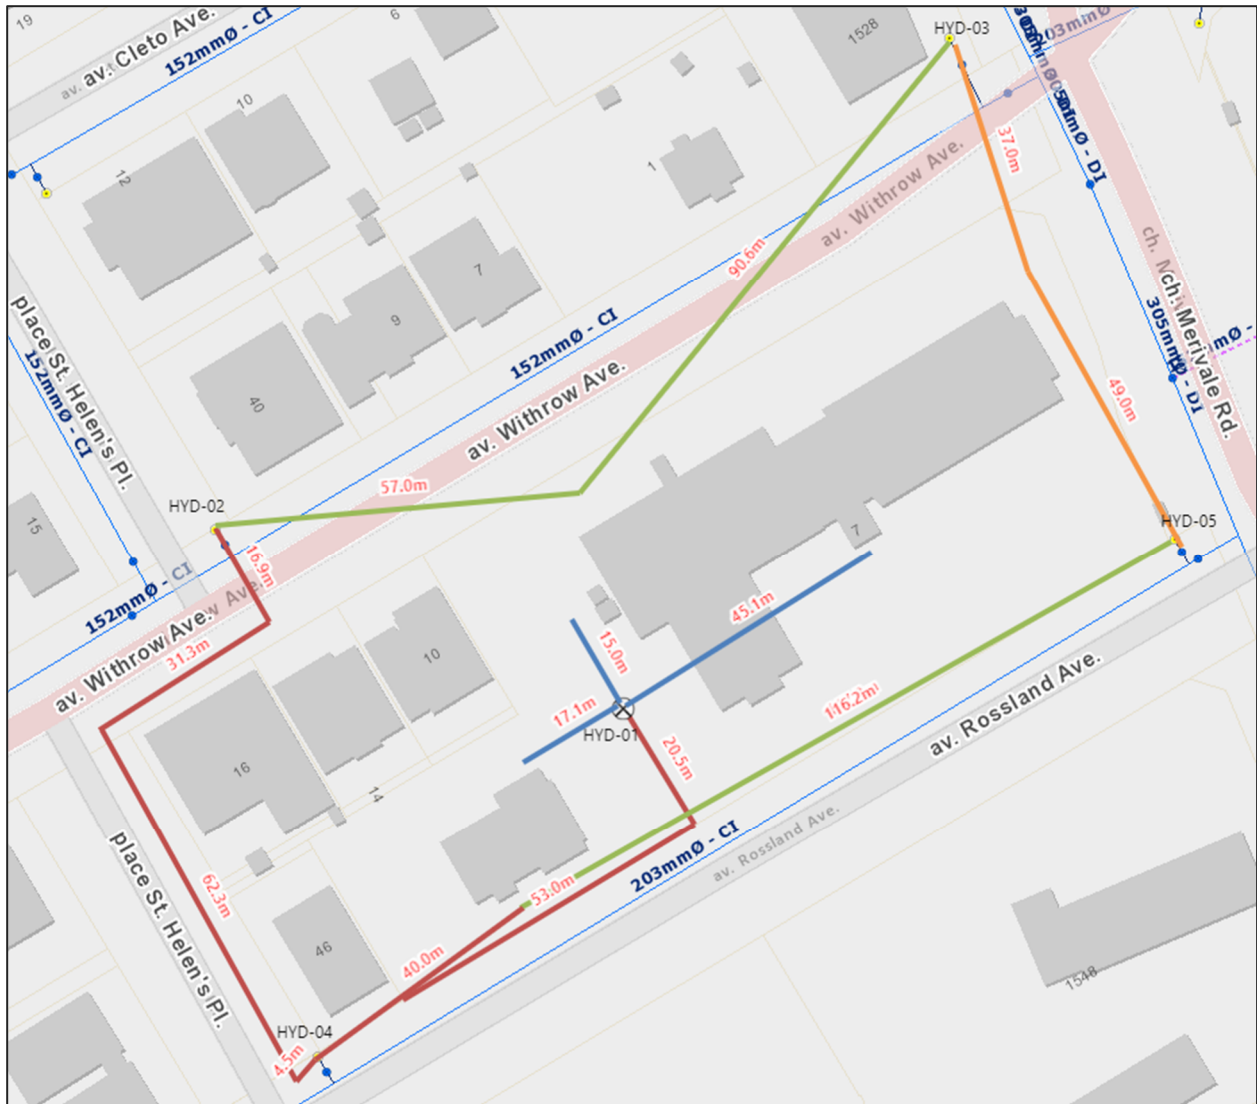 19
av. Cleto Ave.
av.
152mmØ - CI
6
1528
HYD-03
203mmØ
10
12
37.0m
1
av. Withrow Ave.
305mmØ - DI
90.6m
7
ch. Merivale Rd.
place St. Helen's Pl.
152mmØ - CI
9
152mmØ - CI
305mmØ - DI
49.0m
40
av. Withrow Ave.
57.0m
HYD-02
HYD-05
15
16.9m
7
152mmØ - CI
45.1m
av. Withrow Ave.
31.3m
15.0m
10
17.1m
HYD-01
116.2m
av. Rossland Ave.
20.5m
16
14
203mmØ - CI
av. Rossland Ave.
place St. Helen's Pl.
62.3m
53.0m
46
40.0m
1548
HYD-04
4.5m